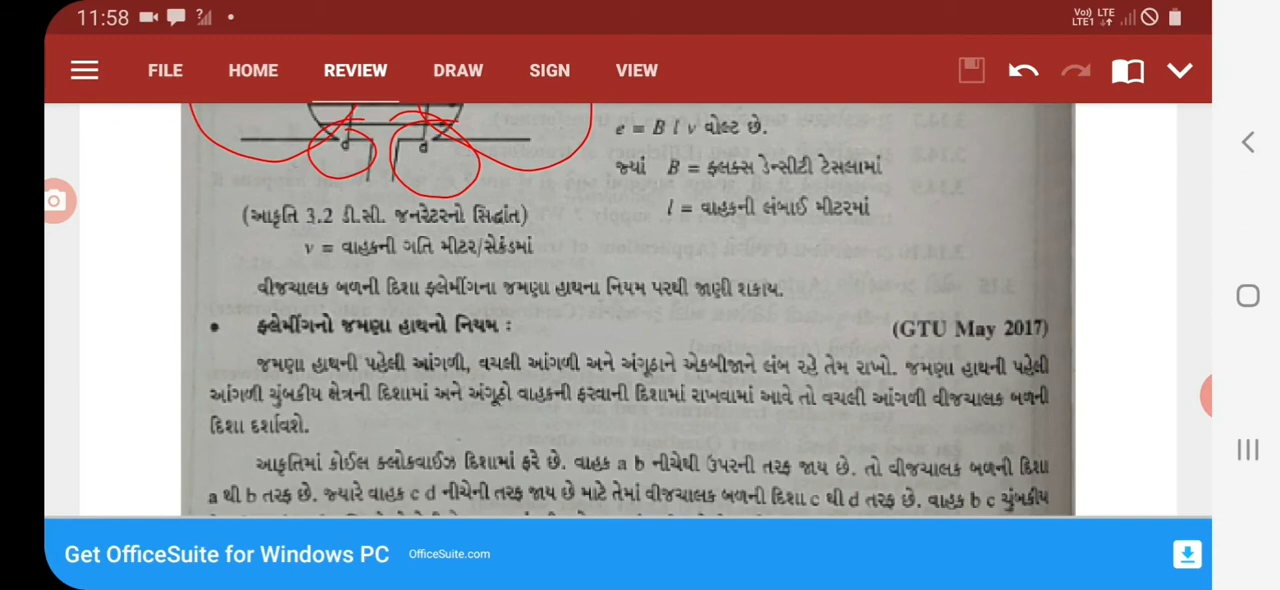 11:58
Vo) LTE
LTE1
FILE HOME REVIEW DRAW SIGN VIEW
a d
e = B l v વોલ્ટ છે.
જ્યાં B = ફ્લક્સ ડેન્સીટી ટેસલામાં
l = વાહકની લંબાઈ મીટરમાં
(આકૃતિ 3.2 ડી.સી. જનરેટરનો સિદ્ધાંત)
v = વાહકની ગતિ મીટર/સેકંડમાં
વીજચાલક બળની દિશા ફ્લેમીંગના જમણા હાથના નિયમ પરથી જાણી શકાય.
• ફ્લેમીંગનો જમણા હાથનો નિયમ : (GTU May 2017)
જમણા હાથની પહેલી આંગળી, વચલી આંગળી અને અંગૂઠાને એકબીજાને લંબ રહે તેમ રાખો. જમણા હાથની પહેલી
આંગળી ચુંબકીય ક્ષેત્રની દિશામાં અને અંગૂઠો વાહકની ફરવાની દિશામાં રાખવામાં આવે તો વચલી આંગળી વીજચાલક બળની
દિશા દર્શાવશે.
આકૃતિમાં કોઈલ ક્લોકવાઈઝ દિશામાં ફરે છે. વાહક a b નીચેથી ઉપરની તરફ જાય છે. તો વીજચાલક બળની દિશા
a થી b તરફ છે. જ્યારે વાહક c d નીચેની તરફ જાય છે માટે તેમાં વીજચાલક બળની દિશા c થી d તરફ છે. વાહક b c ચુંબકીય
Get OfficeSuite for Windows PC OfficeSuite.com